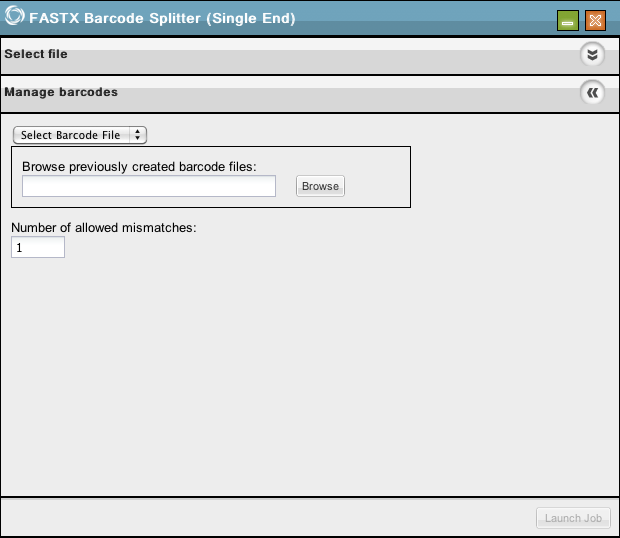 FASTX Barcode Splitter (Single End)
Select file
Manage barcodes
Select Barcode File
Browse previously created barcode files:
Browse
Number of allowed mismatches:
1
Launch Job